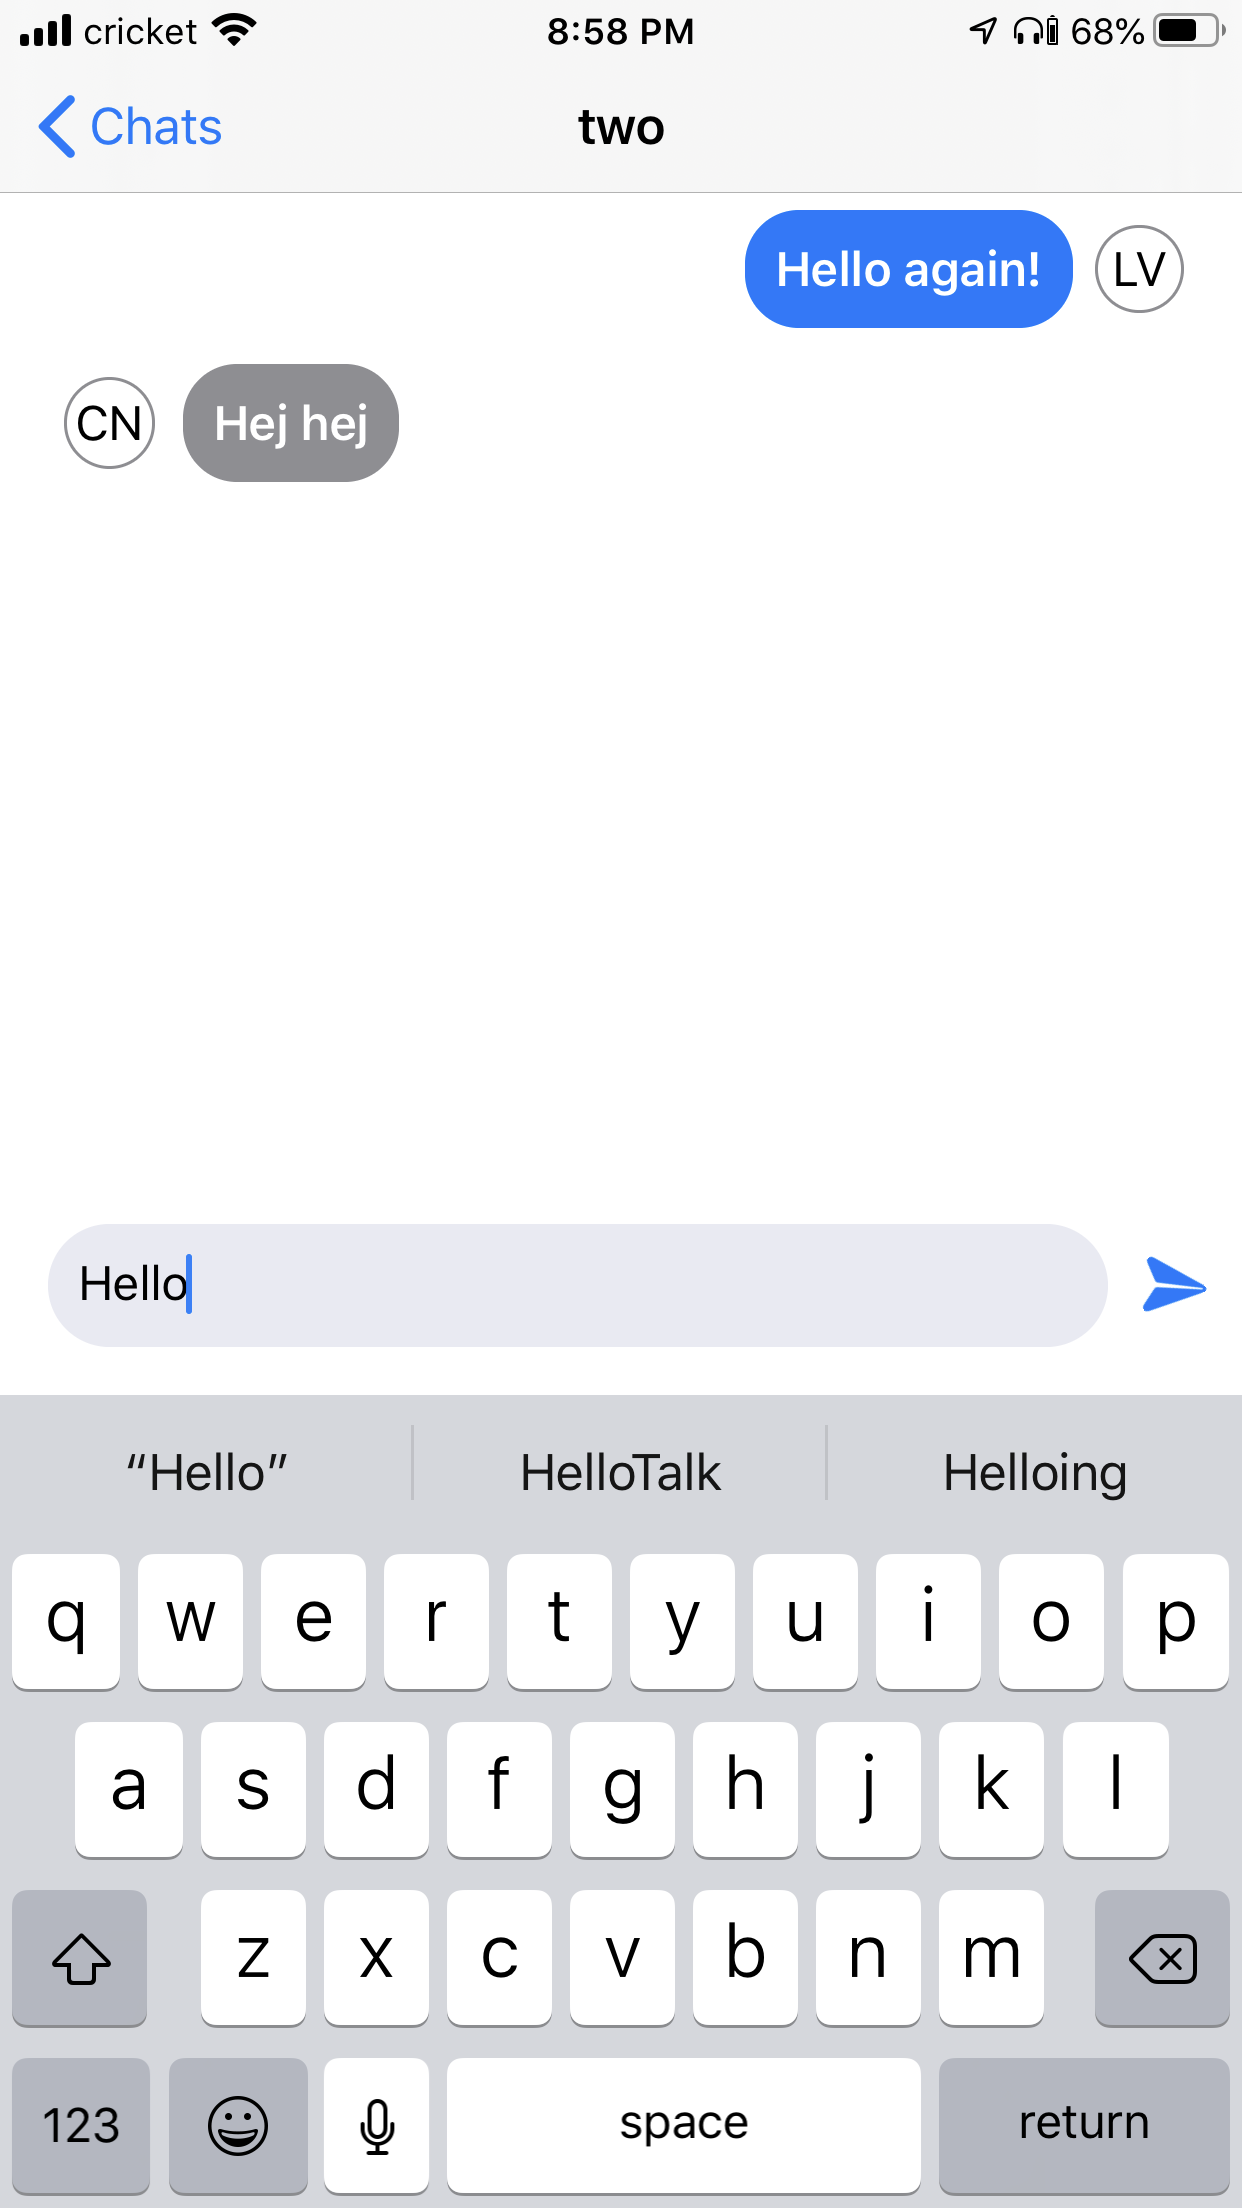 cricket 8:58 PM 68%
Chats two
Hello again! LV
CN Hej hej
Hello
“Hello” HelloTalk Helloing
q w e r t y u i o p
a s d f g h j k l
z x c v b n m
123 space return